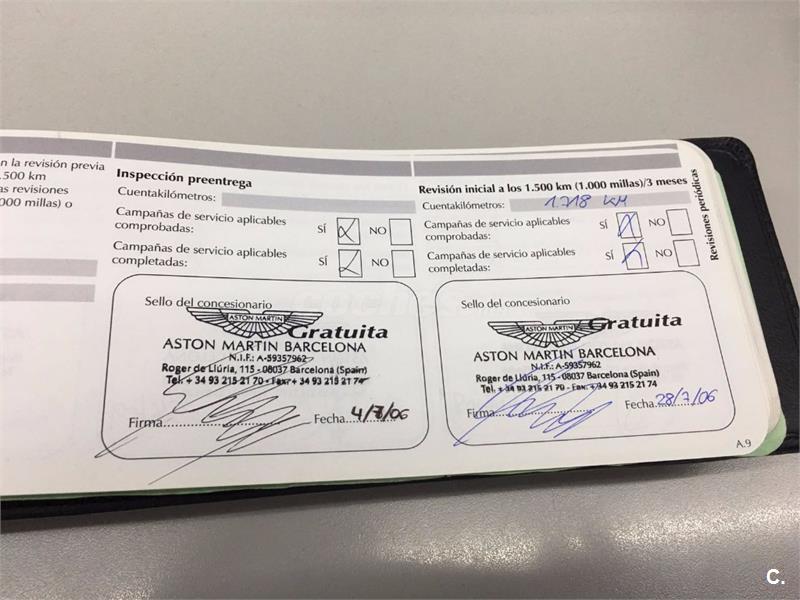 n la revisión previa
.500 km
as revisiones
000 millas) o
Inspección preentrega
Cuentakilómetros:
Campañas de servicio aplicables
comprobadas:
SÍ
NO
Campañas de servicio aplicables
completadas:
SÍ
NO
Sello del concesionario
ASTON MARTIN
Gratuita
ASTON MARTIN BARCELONA
N.I.F.: A-59357962
Roger de Llúria, 115 - 08037 Barcelona (Spain)
Tel. + 34 93 215 21 70 - Fax: + 34 93 215 21 74
Firma
Fecha 4/7/06
Revisión inicial a los 1.500 km (1.000 millas)/3 meses
Cuentakilómetros: 1.718 KM
Campañas de servicio aplicables
comprobadas:
SÍ
NO
Campañas de servicio aplicables
completadas:
SÍ
NO
Sello del concesionario
ASTON MARTIN
Gratuita
ASTON MARTIN BARCELONA
N.I.F.: A-59357962
Roger de Llúria, 115 - 08037 Barcelona (Spain)
Tel. + 34 93 215 21 70 - Fax: + 34 93 215 21 74
Firma
Fecha 28/7/06
Revisiones periódicas
A.9
C.